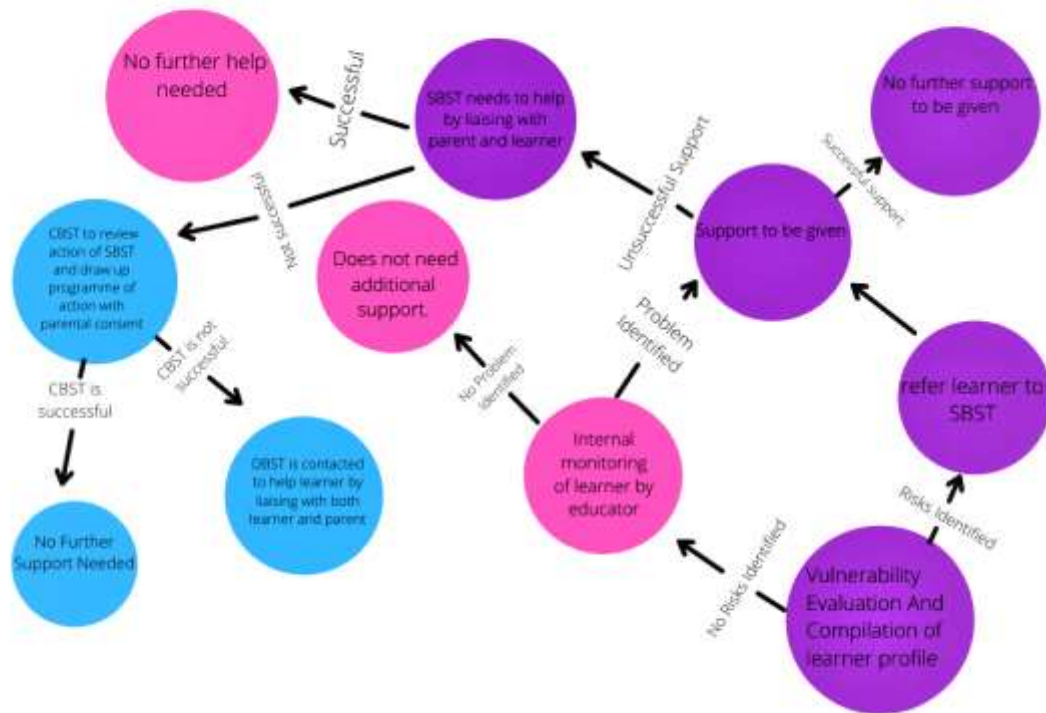 No further help
needed
Successful
SBST needs to help
by liaising with
parent and learner
No further support
to be given
Successful support
Unsuccessful Support
Support to be given
Not successful
CBST to review
action of SBST
and draw up
programme of
action with
parental consent
Does not need
additional
support.
Problem
Identified
No Problem
Identified
CBST is not
successful.
CBST is
successful
refer learner to
SBST
Internal
monitoring
of learner by
educator
DBST is contacted
to help learner by
liaising with both
learner and parent
Risks Identified
No Risks Identified
No Further
Support Needed
Vulnerability
Evaluation And
Compilation of
learner profile